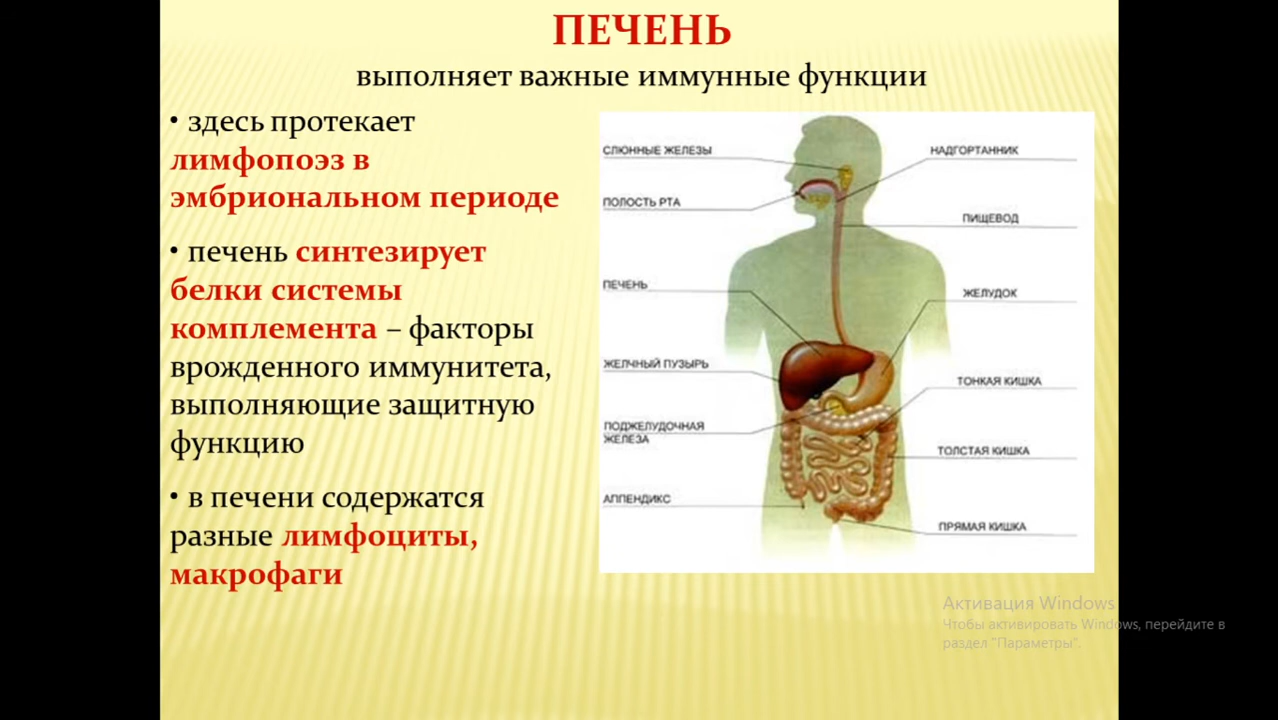 ПЕЧЕНЬ
выполняет важные иммунные функции
• здесь протекает
лимфопоэз в
эмбриональном периоде
• печень синтезирует
белки системы
комплемента – факторы
врожденного иммунитета,
выполняющие защитную
функцию
• в печени содержатся
разные лимфоциты,
макрофаги
СЛЮННЫЕ ЖЕЛЕЗЫ
ПОЛОСТЬ РТА
ПЕЧЕНЬ
ЖЕЛЧНЫЙ ПУЗЫРЬ
ПОДЖЕЛУДОЧНАЯ
ЖЕЛЕЗА
АППЕНДИКС
НАДГОРТАННИК
ПИЩЕВОД
ЖЕЛУДОК
ТОНКАЯ КИШКА
ТОЛСТАЯ КИШКА
ПРЯМАЯ КИШКА
Активация Windows
Чтобы активировать Windows, перейдите в
раздел "Параметры".